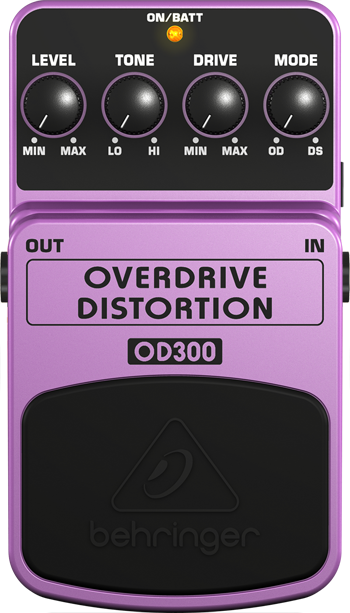 ON/BATT
LEVEL TONE DRIVE MODE
MIN MAX LO HI MIN MAX OD DS
OUT IN
OVERDRIVE
DISTORTION
OD300
behringer